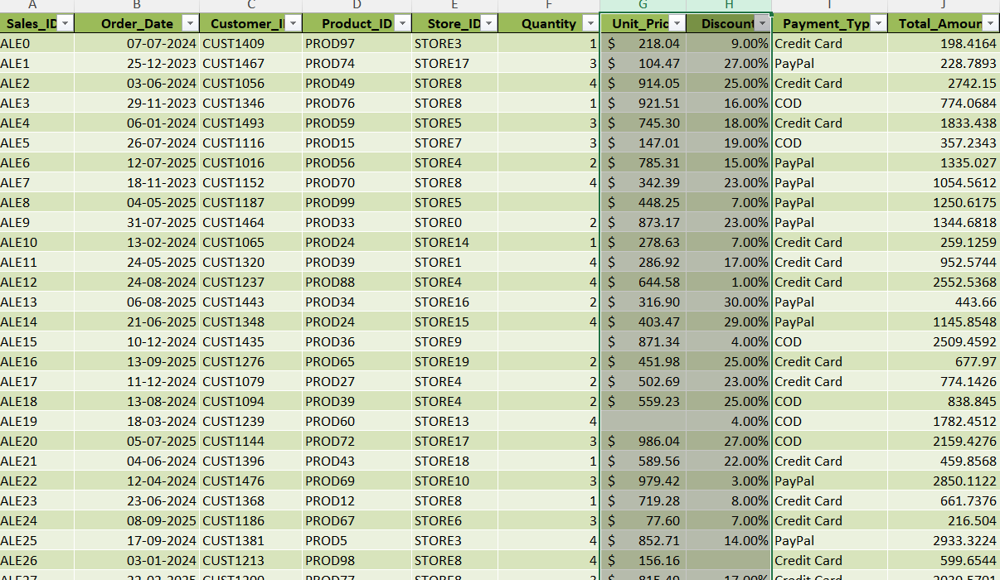 A B C D E F G H I J
Sales_ID Order_Date Customer_I Product_ID Store_ID Quantity Unit_Pric Discount Payment_Typ Total_Amour
ALE0 07-07-2024 CUST1409 PROD97 STORE3 1 $ 218.04 9.00% Credit Card 198.4164
ALE1 25-12-2023 CUST1467 PROD74 STORE17 3 $ 104.47 27.00% PayPal 228.7893
ALE2 03-06-2024 CUST1056 PROD49 STORE8 4 $ 914.05 25.00% Credit Card 2742.15
ALE3 29-11-2023 CUST1346 PROD76 STORE8 1 $ 921.51 16.00% COD 774.0684
ALE4 06-01-2024 CUST1493 PROD59 STORE5 3 $ 745.30 18.00% Credit Card 1833.438
ALE5 26-07-2024 CUST1116 PROD15 STORE7 3 $ 147.01 19.00% COD 357.2343
ALE6 12-07-2025 CUST1016 PROD56 STORE4 2 $ 785.31 15.00% PayPal 1335.027
ALE7 18-11-2023 CUST1152 PROD70 STORE8 4 $ 342.39 23.00% PayPal 1054.5612
ALE8 04-05-2025 CUST1187 PROD99 STORE5 $ 448.25 7.00% PayPal 1250.6175
ALE9 31-07-2025 CUST1464 PROD33 STORE0 2 $ 873.17 23.00% PayPal 1344.6818
ALE10 13-02-2024 CUST1065 PROD24 STORE14 1 $ 278.63 7.00% Credit Card 259.1259
ALE11 24-05-2025 CUST1320 PROD39 STORE1 4 $ 286.92 17.00% Credit Card 952.5744
ALE12 24-08-2024 CUST1237 PROD88 STORE4 4 $ 644.58 1.00% Credit Card 2552.5368
ALE13 06-08-2025 CUST1443 PROD34 STORE16 2 $ 316.90 30.00% PayPal 443.66
ALE14 21-06-2025 CUST1348 PROD24 STORE15 4 $ 403.47 29.00% PayPal 1145.8548
ALE15 10-12-2024 CUST1435 PROD36 STORE9 $ 871.34 4.00% COD 2509.4592
ALE16 13-09-2025 CUST1276 PROD65 STORE19 2 $ 451.98 25.00% Credit Card 677.97
ALE17 11-12-2024 CUST1079 PROD27 STORE4 2 $ 502.69 23.00% Credit Card 774.1426
ALE18 13-08-2024 CUST1094 PROD39 STORE4 2 $ 559.23 25.00% COD 838.845
ALE19 18-03-2024 CUST1239 PROD60 STORE13 4 4.00% COD 1782.4512
ALE20 05-07-2025 CUST1144 PROD72 STORE17 3 $ 986.04 27.00% COD 2159.4276
ALE21 04-06-2024 CUST1396 PROD43 STORE18 1 $ 589.56 22.00% Credit Card 459.8568
ALE22 12-04-2024 CUST1476 PROD69 STORE10 3 $ 979.42 3.00% PayPal 2850.1122
ALE23 23-06-2024 CUST1368 PROD12 STORE8 1 $ 719.28 8.00% Credit Card 661.7376
ALE24 08-09-2025 CUST1186 PROD67 STORE6 3 $ 77.60 7.00% Credit Card 216.504
ALE25 17-09-2024 CUST1381 PROD5 STORE3 4 $ 852.71 14.00% PayPal 2933.3224
ALE26 03-01-2024 CUST1213 PROD98 STORE8 4 $ 156.16 Credit Card 599.6544